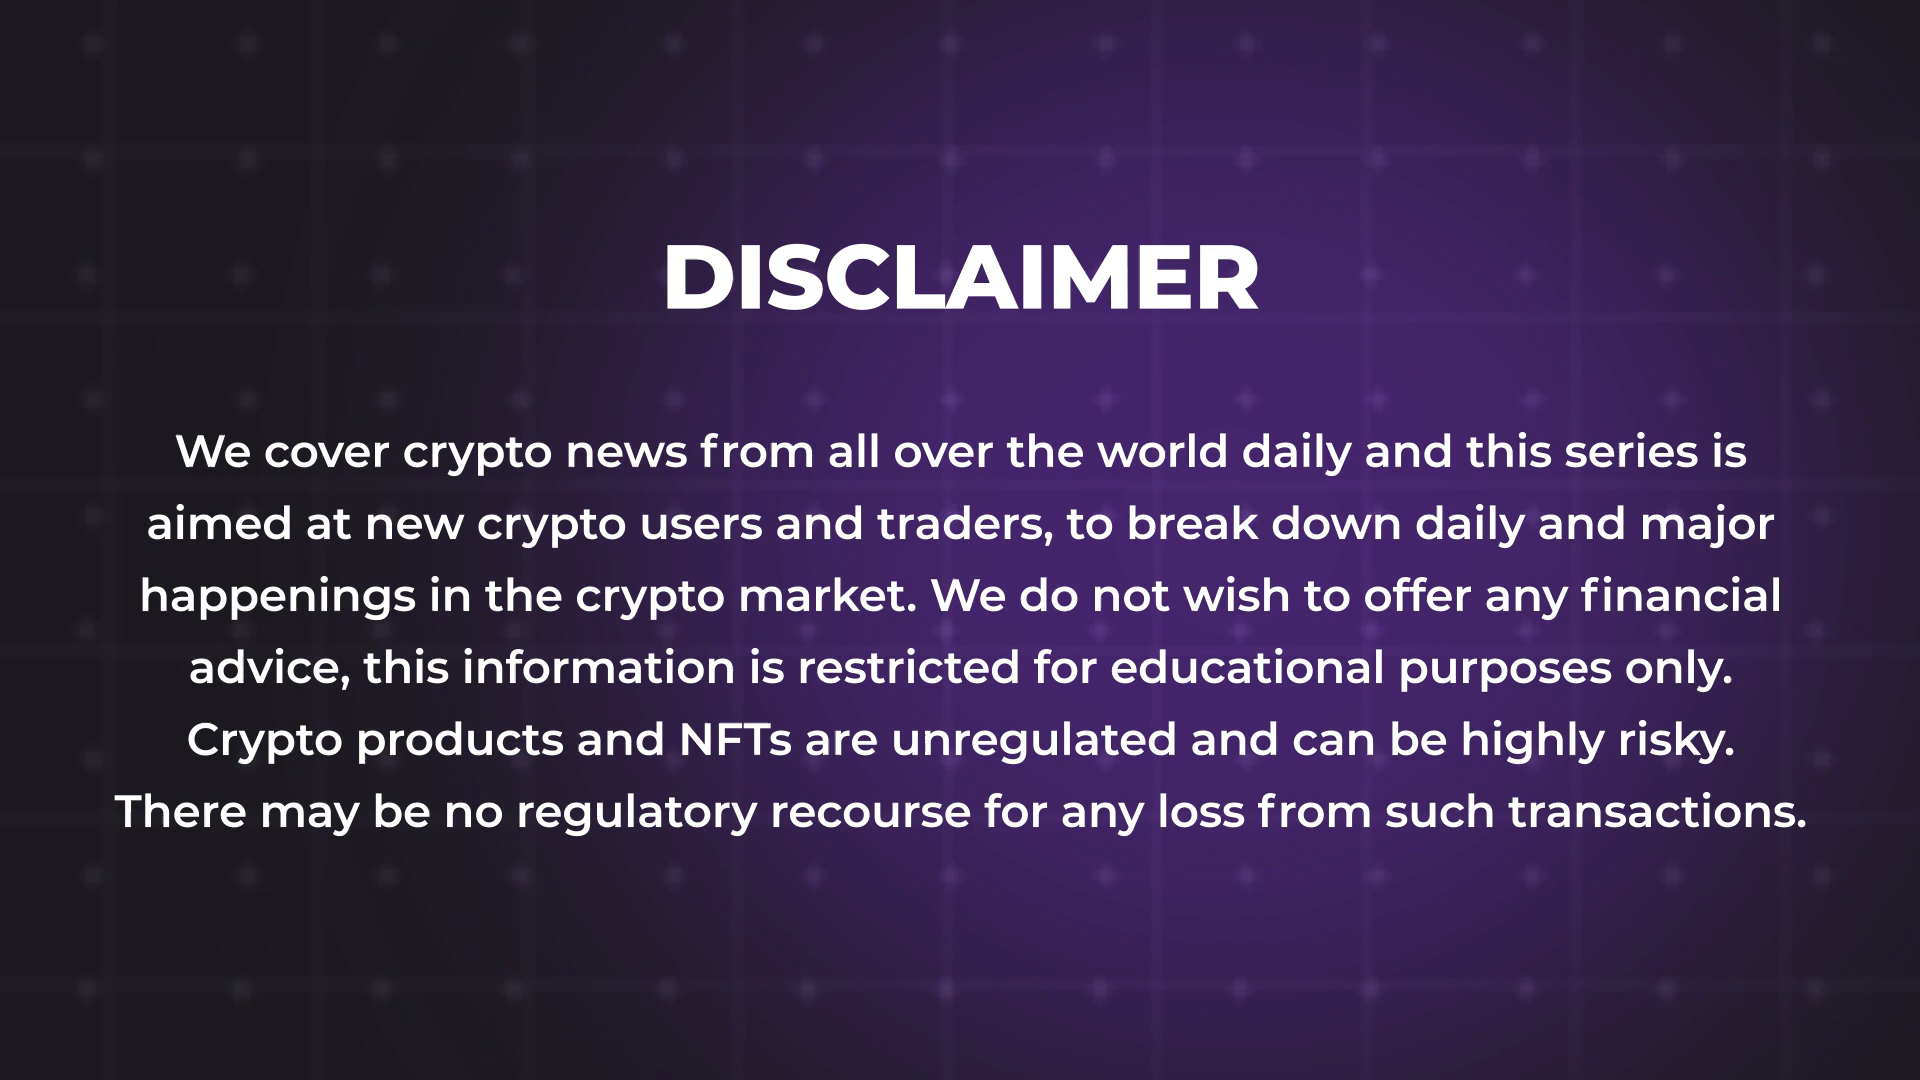 DISCLAIMER
We cover crypto news from all over the world daily and this series is
aimed at new crypto users and traders, to break down daily and major
happenings in the crypto market. We do not wish to offer any financial
advice, this information is restricted for educational purposes only.
Crypto products and NFTs are unregulated and can be highly risky.
There may be no regulatory recourse for any loss from such transactions.